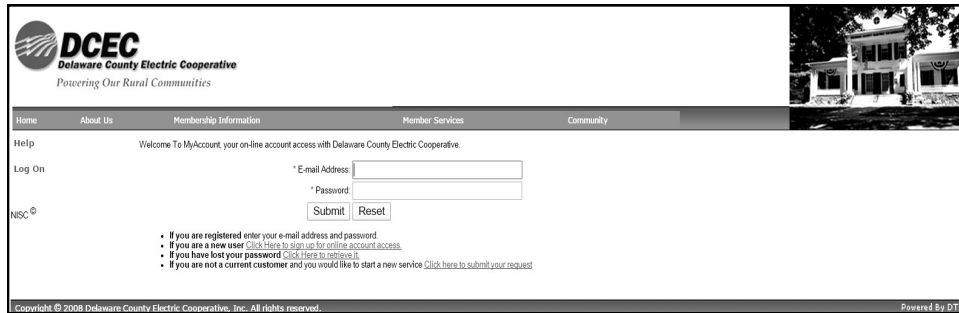 DCEC
Delaware County Electric Cooperative
Powering Our Rural Communities
Home About Us Membership Information Member Services Community
Help
Welcome To MyAccount, your on-line account access with Delaware County Electric Cooperative.
Log On
* E-mail Address:
* Password:
Submit Reset
NISC ©
• If you are registered enter your e-mail address and password.
• If you are a new user Click Here to sign up for online account access.
• If you have lost your password Click Here to retrieve it.
• If you are not a current customer and you would like to start a new service Click here to submit your request
Copyright © 2008 Delaware County Electric Cooperative, Inc. All rights reserved. Powered By DT